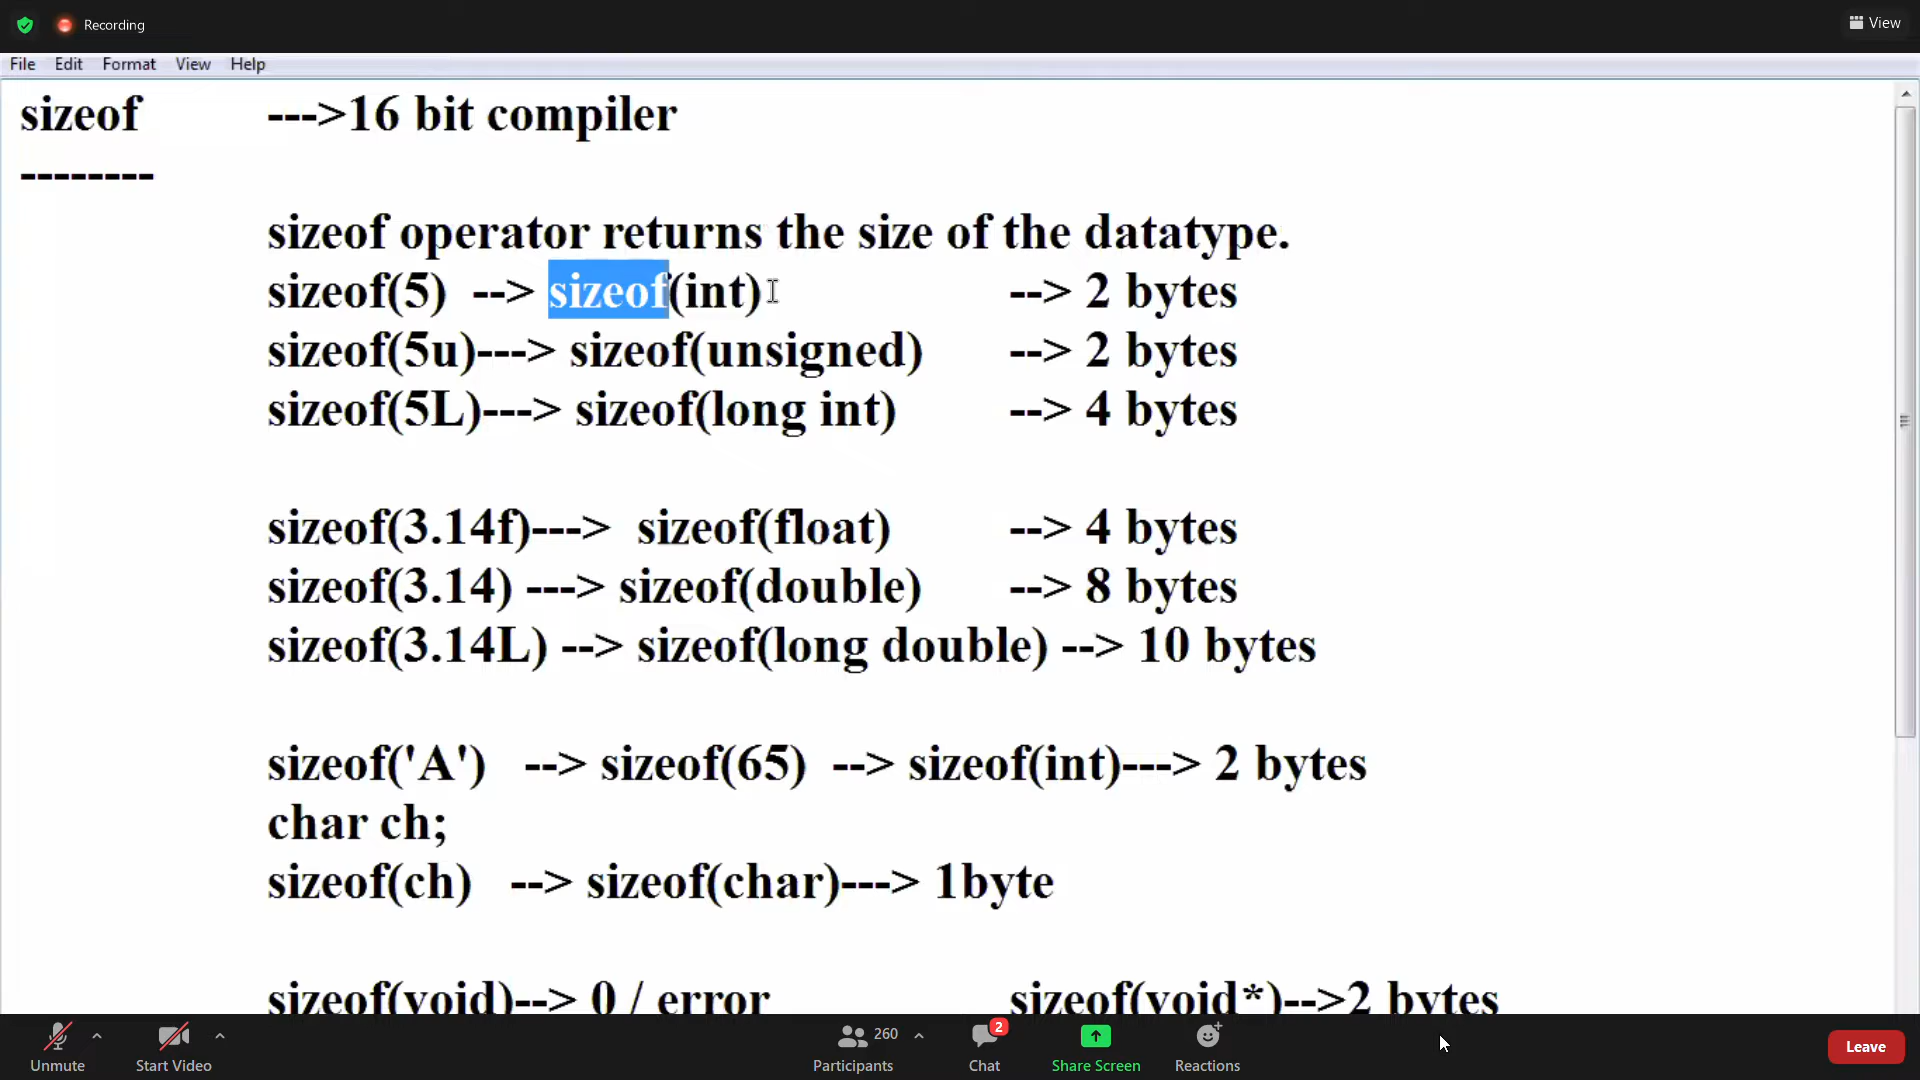 Recording
View
File Edit Format View Help
sizeof --->16 bit compiler
--------
sizeof operator returns the size of the datatype.
sizeof(5) --> sizeof(int) --> 2 bytes
sizeof(5u)---> sizeof(unsigned) --> 2 bytes
sizeof(5L)---> sizeof(long int) --> 4 bytes
sizeof(3.14f)---> sizeof(float) --> 4 bytes
sizeof(3.14) ---> sizeof(double) --> 8 bytes
sizeof(3.14L) --> sizeof(long double) --> 10 bytes
sizeof('A') --> sizeof(65) --> sizeof(int)---> 2 bytes
char ch;
sizeof(ch) --> sizeof(char)---> 1byte
sizeof(void)--> 0 / error sizeof(void*)-->2 bytes
260 2
Unmute Start Video Participants Chat Share Screen Reactions Leave